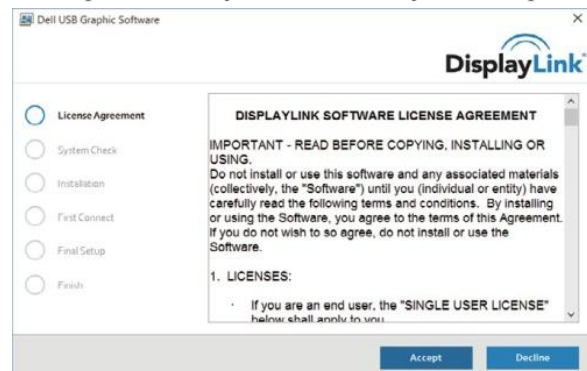 Dell USB Graphic Software
DisplayLink
License Agreement
System Check
Installation
First Connect
Final Setup
Finish
DISPLAYLINK SOFTWARE LICENSE AGREEMENT
IMPORTANT - READ BEFORE COPYING, INSTALLING OR
USING.
Do not install or use this software and any associated materials
(collectively, the "Software") until you (individual or entity) have
carefully read the following terms and conditions. By installing
or using the Software, you agree to the terms of this Agreement.
If you do not wish to so agree, do not install or use the
Software.
1. LICENSES:
· If you are an end user, the "SINGLE USER LICENSE"
below shall apply to you
Accept
Decline